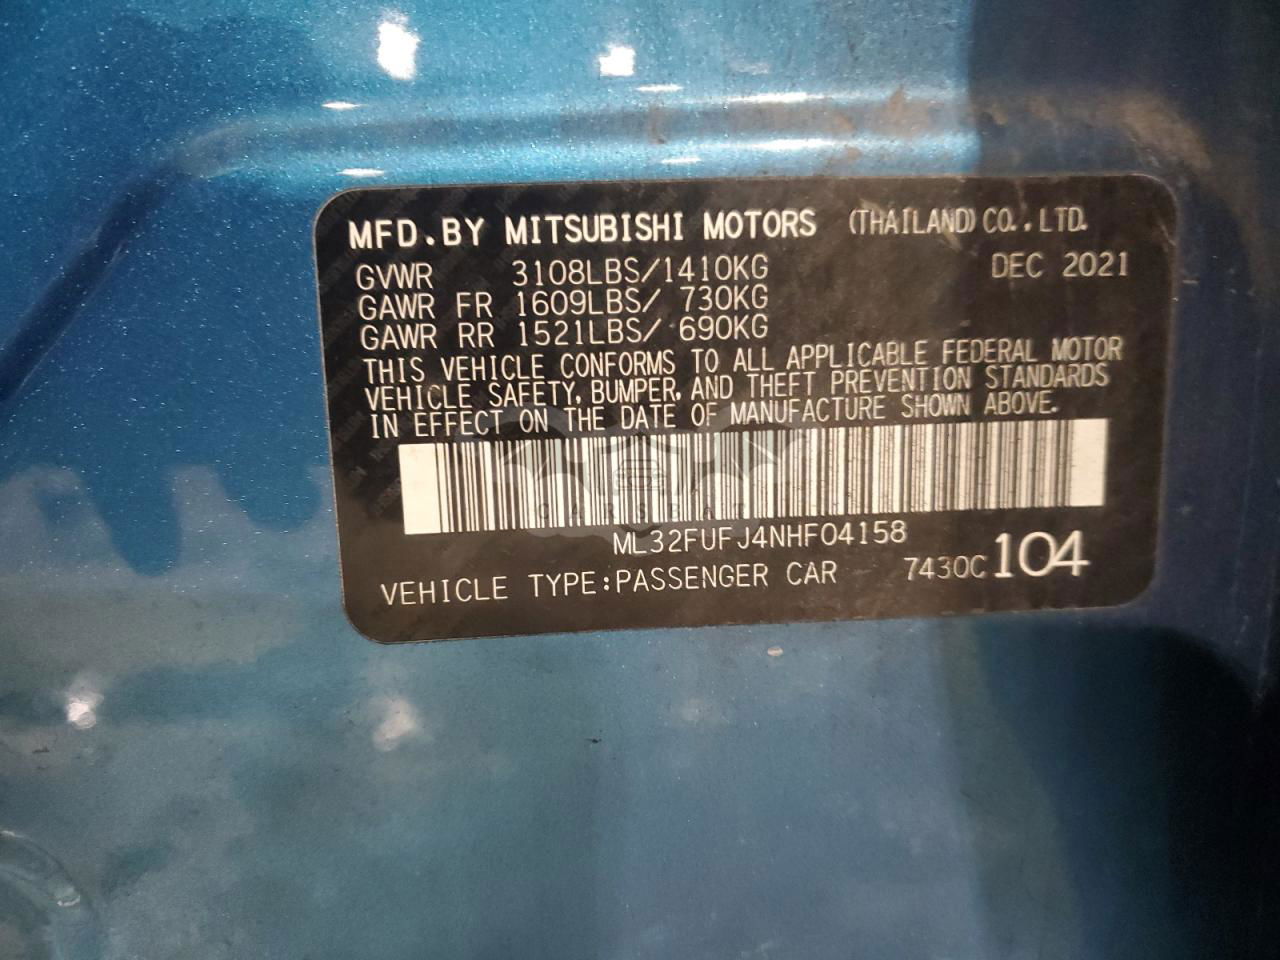 MFD.BY MITSUBISHI MOTORS (THAILAND) CO., LTD.
GVWR 3108LBS/1410KG DEC 2021
GAWR FR 1609LBS/ 730KG
GAWR RR 1521LBS/ 690KG
THIS VEHICLE CONFORMS TO ALL APPLICABLE FEDERAL MOTOR
VEHICLE SAFETY, BUMPER, AND THEFT PREVENTION STANDARDS
IN EFFECT ON THE DATE OF MANUFACTURE SHOWN ABOVE.
CARSBAR
ML32FUFJ4NHF04158
VEHICLE TYPE:PASSENGER CAR 7430C 104